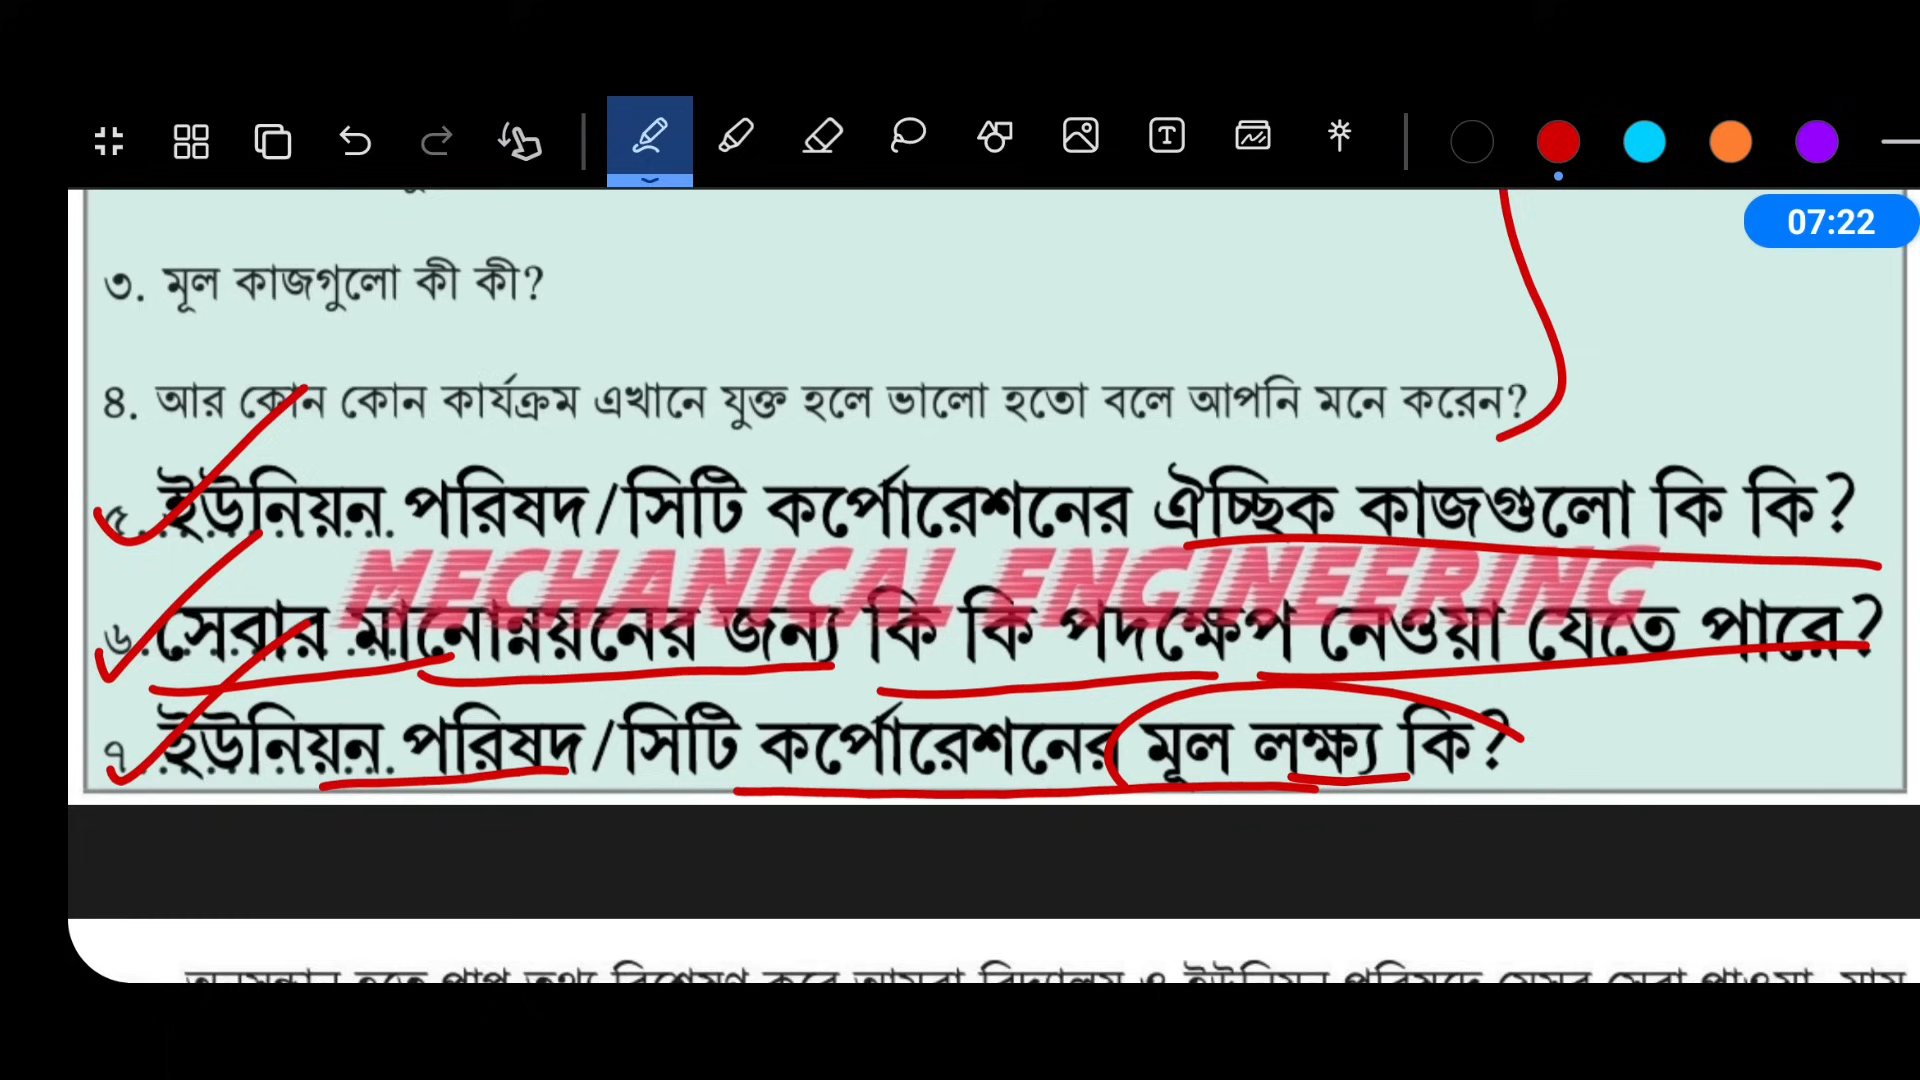 07:22
৩. মূল কাজগুলো কী কী?
৪. আর কোন কোন কার্যক্রম এখানে যুক্ত হলে ভালো হতো বলে আপনি মনে করেন?
৫. ইউনিয়ন পরিষদ/সিটি কর্পোরেশনের ঐচ্ছিক কাজগুলো কি কি?
MECHANICAL ENGINEERING
৬. সেবার মানোন্নয়নের জন্য কি কি পদক্ষেপ নেওয়া যেতে পারে?
৭. ইউনিয়ন পরিষদ/সিটি কর্পোরেশনের মূল লক্ষ্য কি?